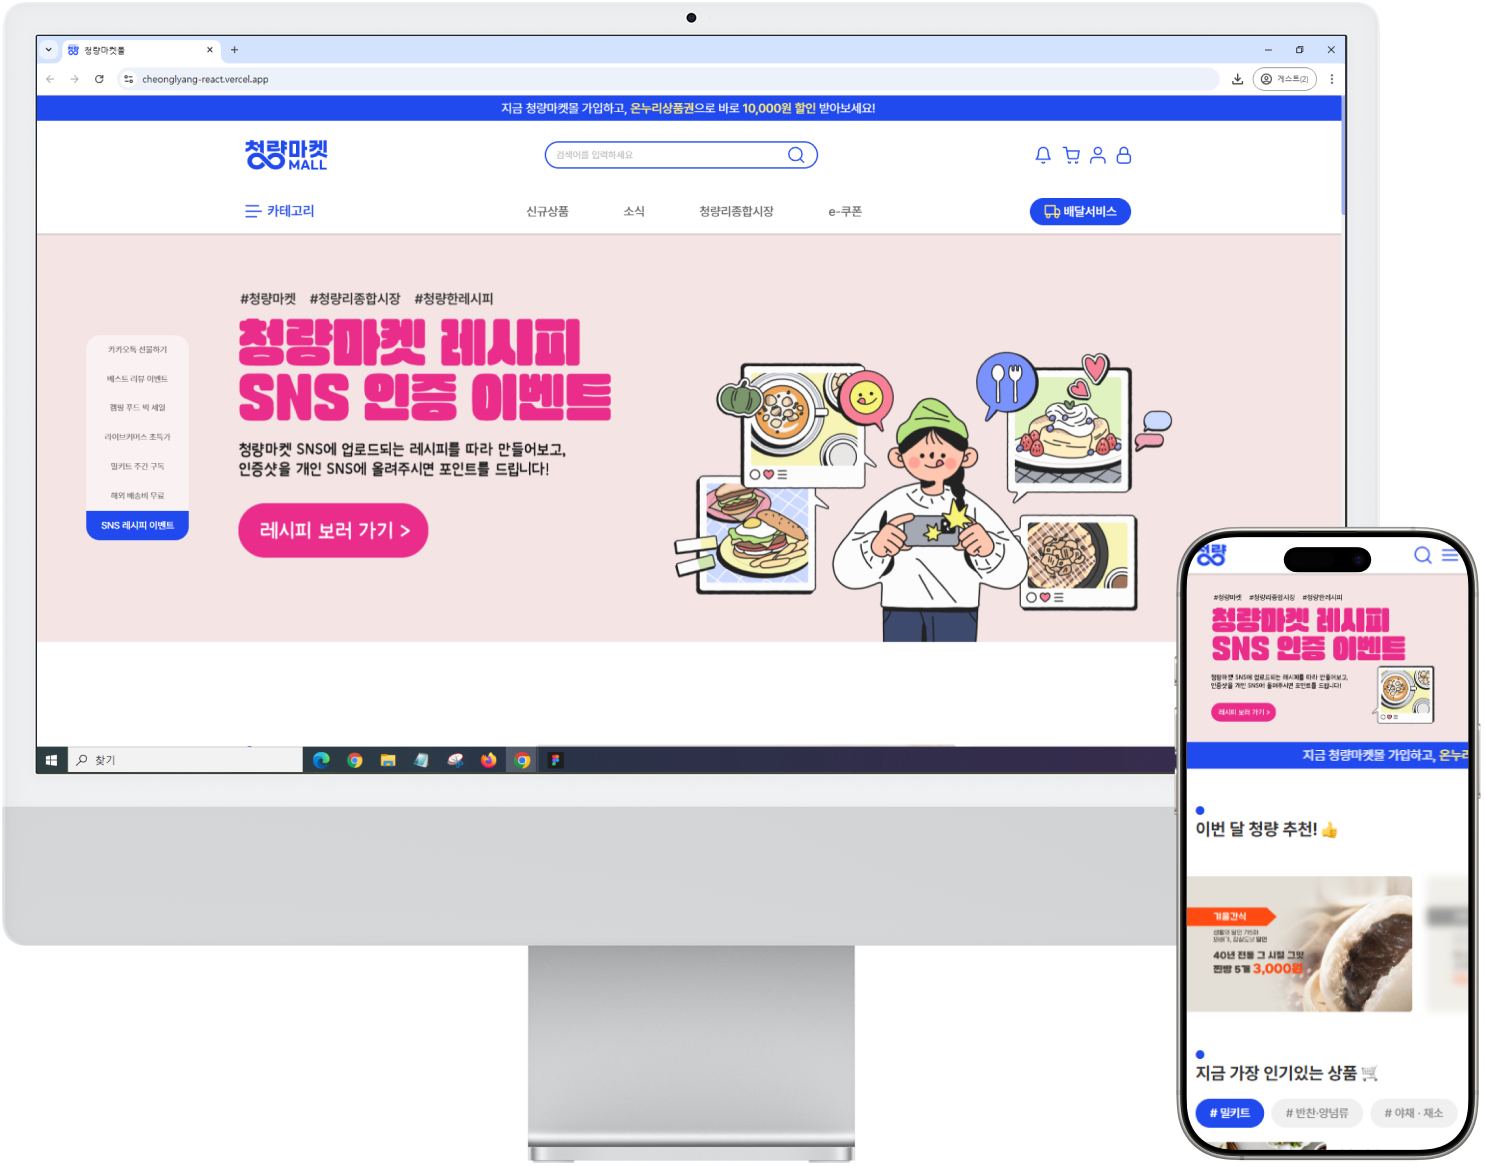 청량마켓몰
cheonglyang-react.vercel.app
게스트(2)
지금 청량마켓몰 가입하고, 온누리상품권으로 바로 10,000원 할인 받아보세요!
청량마켓
MALL
검색어를 입력하세요
카테고리
신규상품
소식
청량리종합시장
e-쿠폰
배달서비스
#청량마켓 #청량리종합시장 #청량한레시피
청량마켓 레시피
SNS 인증 이벤트
청량마켓 SNS에 업로드되는 레시피를 따라 만들어보고,
인증샷을 개인 SNS에 올려주시면 포인트를 드립니다!
레시피 보러 가기 >
카카오톡 선물하기
베스트 리뷰 이벤트
캠핑 푸드 빅 세일
라이브커머스 초특가
밀키트 주간 구독
해외 배송비 무료
SNS 레시피 이벤트
찾기
청량
#청량마켓 #청량리종합시장 #청량한레시피
청량마켓 레시피
SNS 인증 이벤트
청량마켓 SNS에 업로드되는 레시피를 따라 만들어보고,
인증샷을 개인 SNS에 올려주시면 포인트를 드립니다!
레시피 보러 가기 >
지금 청량마켓몰 가입하고, 온누리
이번 달 청량 추천! 👍
겨울간식
40년 전통 그 시절 그맛
찐빵 5개 3,000원
지금 가장 인기있는 상품 🛒
# 밀키트
# 반찬·양념류
# 야채 · 채소